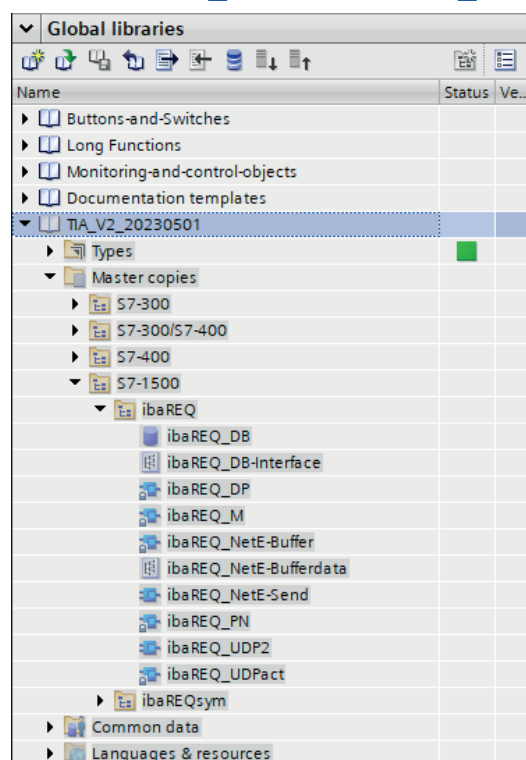 Global libraries
Name Status Ve...
Buttons-and-Switches
Long Functions
Monitoring-and-control-objects
Documentation templates
TIA_V2_20230501
Types
Master copies
S7-300
S7-300/S7-400
S7-400
S7-1500
ibaREQ
ibaREQ_DB
ibaREQ_DB-Interface
ibaREQ_DP
ibaREQ_M
ibaREQ_NetE-Buffer
ibaREQ_NetE-Bufferdata
ibaREQ_NetE-Send
ibaREQ_PN
ibaREQ_UDP2
ibaREQ_UDPact
ibaREQsym
Common data
Languages & resources